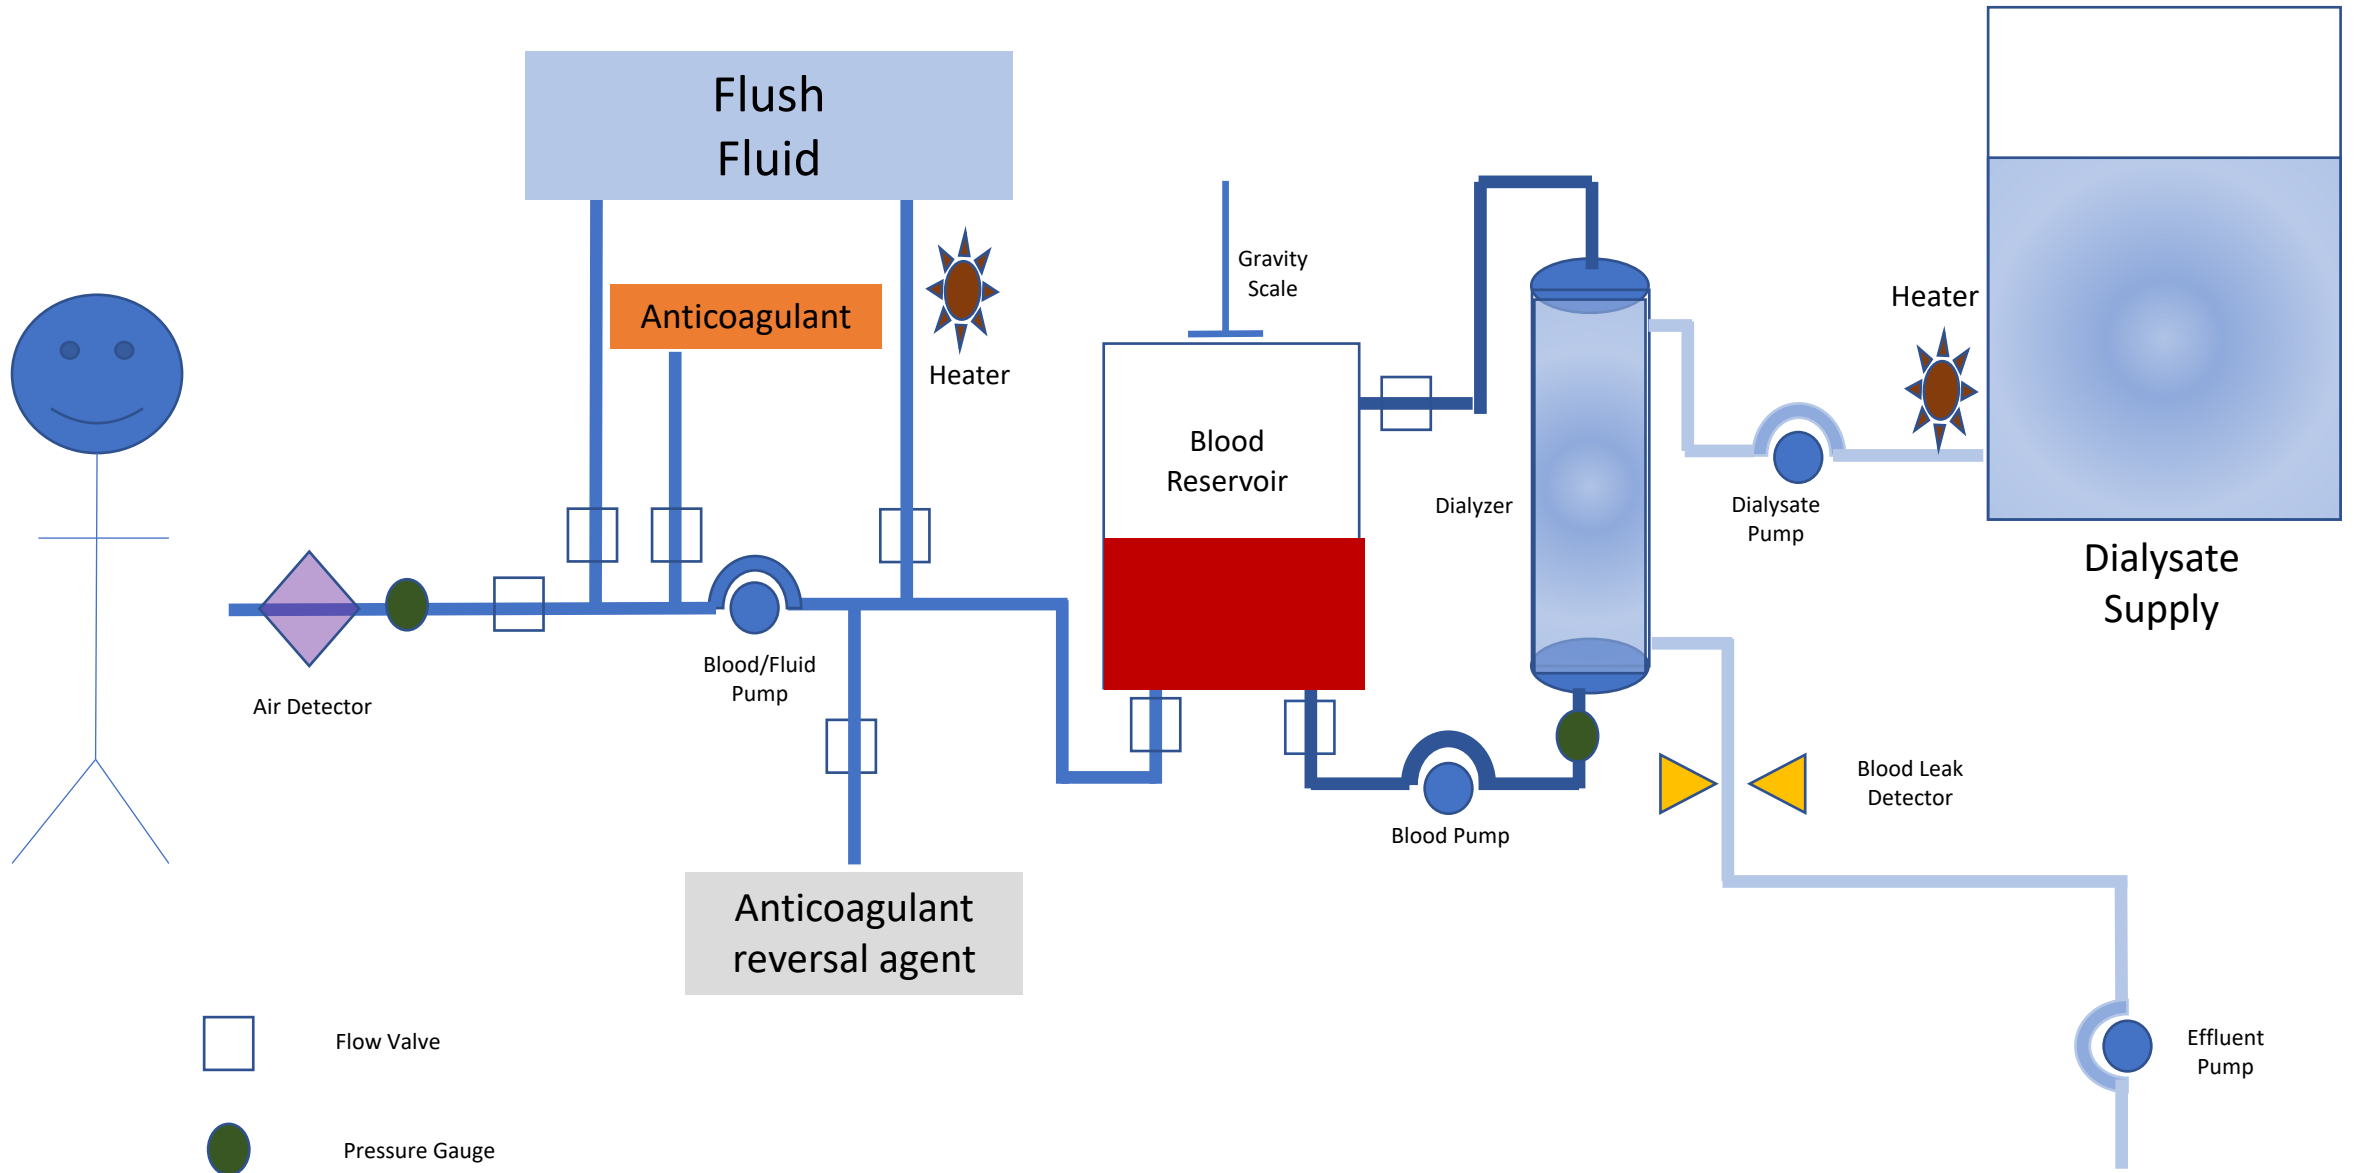 Flush
Fluid
Gravity
Scale
Anticoagulant
Heater
Heater
Blood
Reservoir
Dialyzer
Dialysate
Pump
Dialysate
Supply
Blood/Fluid
Pump
Air Detector
Blood Leak
Detector
Blood Pump
Anticoagulant
reversal agent
Flow Valve
Effluent
Pump
Pressure Gauge